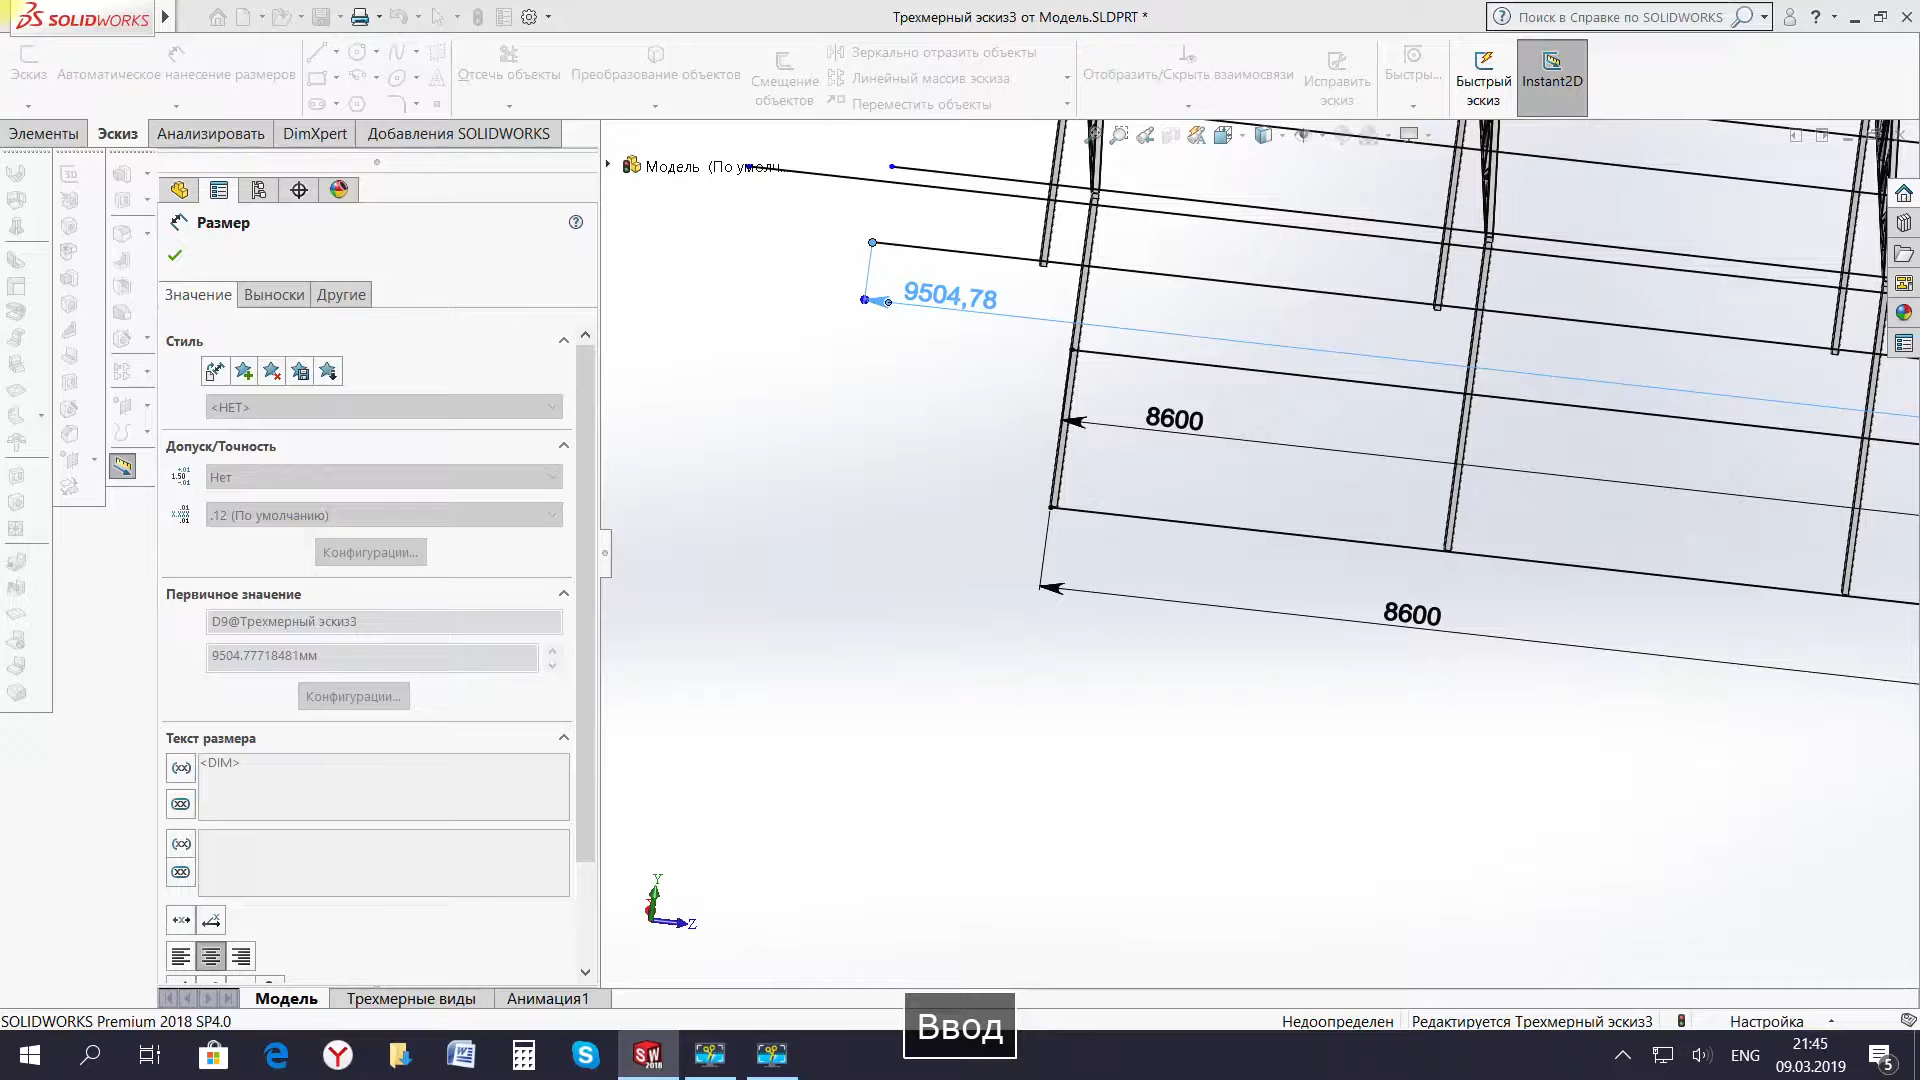 SOLIDWORKS
Трехмерный эскиз3 от Модель.SLDPRT *
Поиск в Справке по SOLIDWORKS
Эскиз
Автоматическое нанесение размеров
Отсечь объекты
Преобразование объектов
Смещение
объектов
Зеркально отразить объекты
Линейный массив эскиза
Переместить объекты
Отобразить/Скрыть взаимосвязи
Исправить
эскиз
Быстры...
Быстрый
эскиз
Instant2D
Элементы
Эскиз
Анализировать
DimXpert
Добавления SOLIDWORKS
Модель (По умолч...
Размер
Значение
Выноски
Другие
Стиль
<НЕТ>
Допуск/Точность
Нет
.12 (По умолчанию)
Конфигурации...
Первичное значение
D9@Трехмерный эскиз3
9504.77718481мм
Конфигурации...
Текст размера
<DIM>
9504,78
8600
8600
Y
Z
Модель
Трехмерные виды
Анимация1
SOLIDWORKS Premium 2018 SP4.0
Недоопределен
Редактируется Трехмерный эскиз3
Настройка
Ввод
ENG
21:45
09.03.2019
5